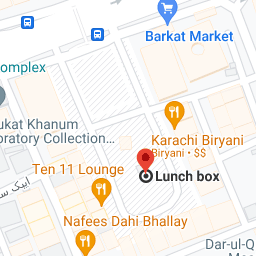 Barkat Market
omplex
ukat Khanum
oratory Collection...
Karachi Biryani
Biryani • $$
Ten 11 Lounge
Lunch box
ایبک س
Nafees Dahi Bhallay
Dar-ul-Q